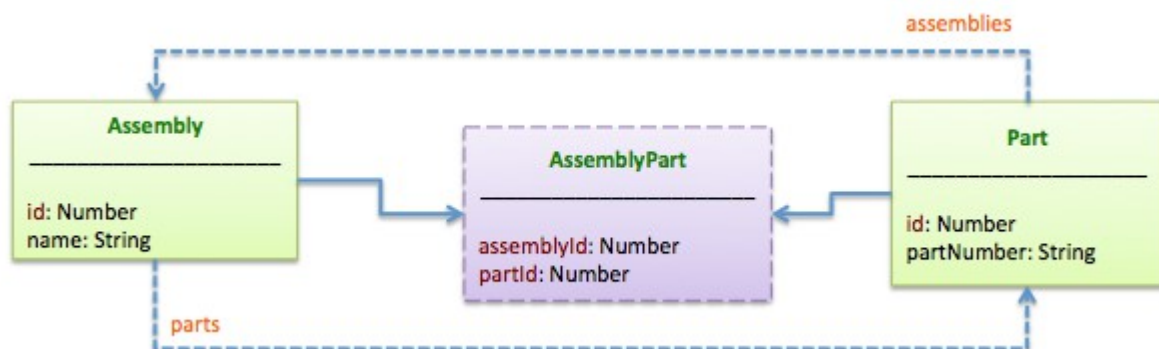 assemblies
Assembly
id: Number
name: String
AssemblyPart
assemblyId: Number
partId: Number
Part
id: Number
partNumber: String
parts